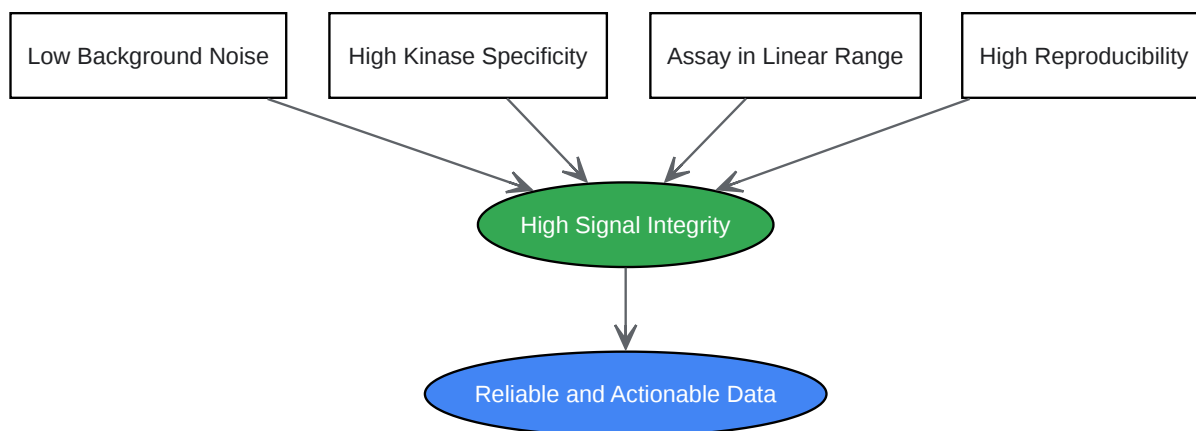 Low Background Noise
High Kinase Specificity
Assay in Linear Range
High Reproducibility
High Signal Integrity
Reliable and Actionable Data